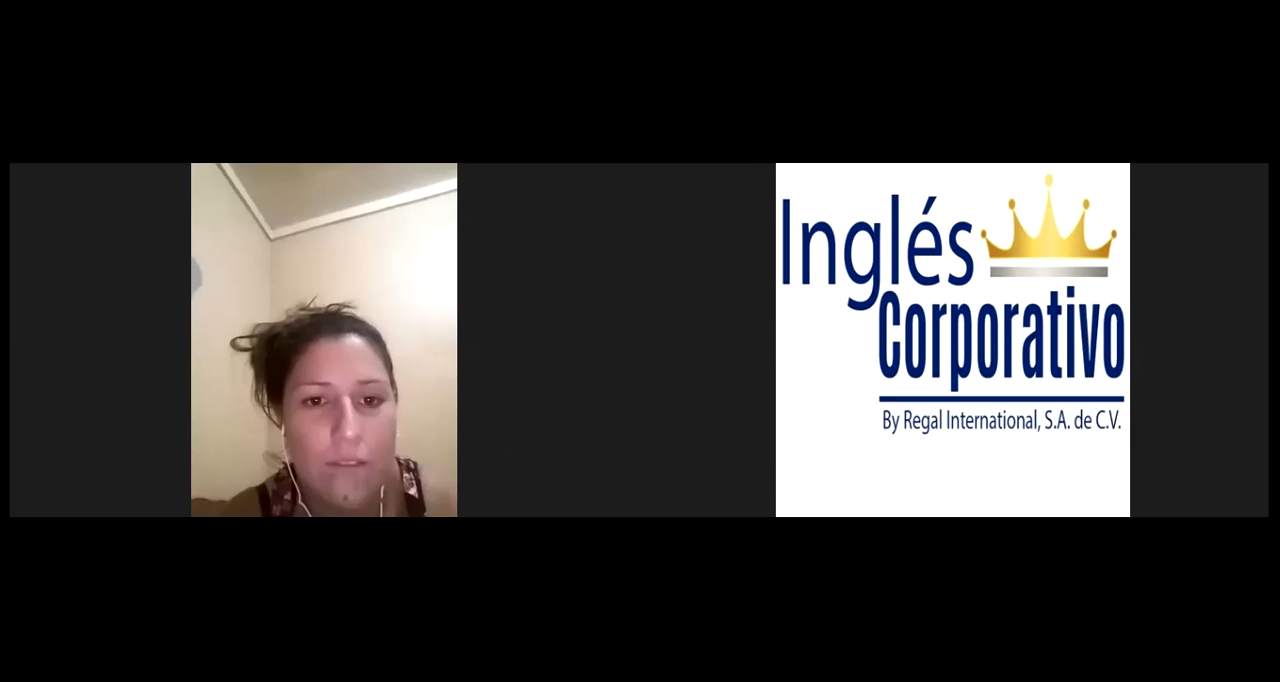 Inglés
Corporativo
By Regal International, S.A. de C.V.